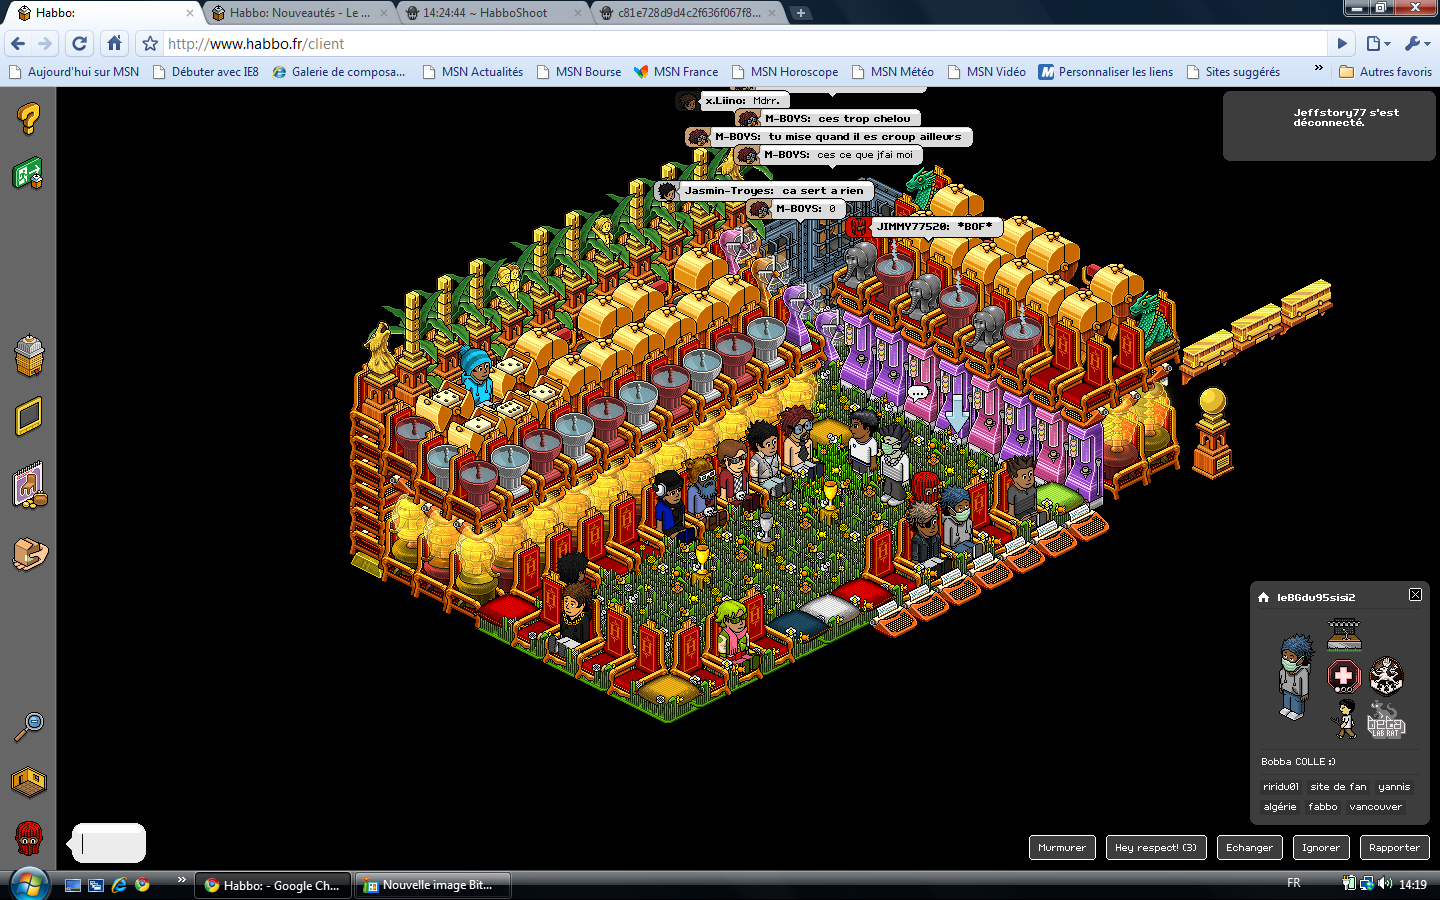 Habbo:
Habbo: Nouveautés - Le ...
14:24:44 ~ HabboShoot
c81e728d9d4c2f636f067f8...
http://www.habbo.fr/client
Aujourd'hui sur MSN
Débuter avec IE8
Galerie de composa...
MSN Actualités
MSN Bourse
MSN France
MSN Horoscope
MSN Météo
MSN Vidéo
Personnaliser les liens
Sites suggérés
»
Autres favoris
x.Liino: Mdrr.
M-BOYS: ces trop chelou
M-BOYS: tu mise quand il es croup ailleurs
M-BOYS: ces ce que jfai moi
Jasmin-Troyes: ca sert a rien
M-BOYS: 0
JIMMY77520: *BOF*
Jeffstory77 s'est
déconnecté.
leBGdu95sisi2
beta
LAB RAT
Bobba COLLE :)
riridu01 site de fan yannis
algérie fabbo vancouver
Murmurer
Hey respect! (3)
Echanger
Ignorer
Rapporter
»
Habbo: - Google Ch...
Nouvelle image Bit...
FR
14:19